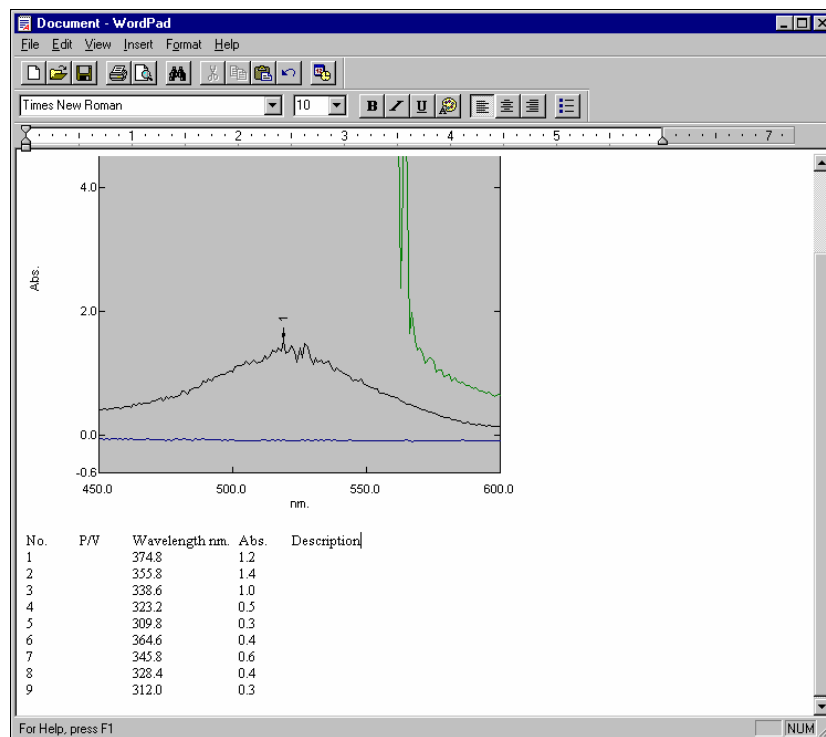 Document - WordPad
File Edit View Insert Format Help
Times New Roman 10 B I U
1 2 3 4 5 7
4.0
Abs.
2.0
1
0.0
-0.6
450.0 500.0 550.0 600.0
nm.
No. P/V Wavelength nm. Abs. Description
1 374.8 1.2
2 355.8 1.4
3 338.6 1.0
4 323.2 0.5
5 309.8 0.3
6 364.6 0.4
7 345.8 0.6
8 328.4 0.4
9 312.0 0.3
For Help, press F1 NUM